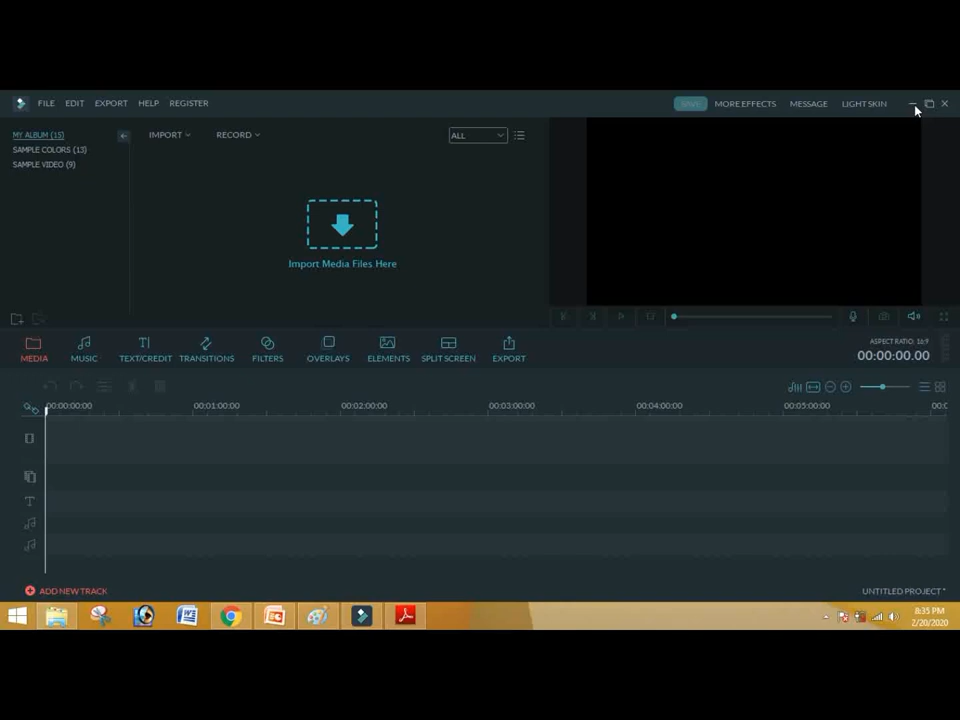 FILE EDIT EXPORT HELP REGISTER SAVE MORE EFFECTS MESSAGE LIGHT SKIN
MY ALBUM (15) IMPORT RECORD ALL
SAMPLE COLORS (13)
SAMPLE VIDEO (9)
Import Media Files Here
MEDIA MUSIC TEXT/CREDIT TRANSITIONS FILTERS OVERLAYS ELEMENTS SPLIT SCREEN EXPORT
ASPECT RATIO: 16:9
00:00:00.00
00:00:00:00 00:01:00:00 00:02:00:00 00:03:00:00 00:04:00:00 00:05:00:00
ADD NEW TRACK UNTITLED PROJECT *
8:35 PM
2/20/2020